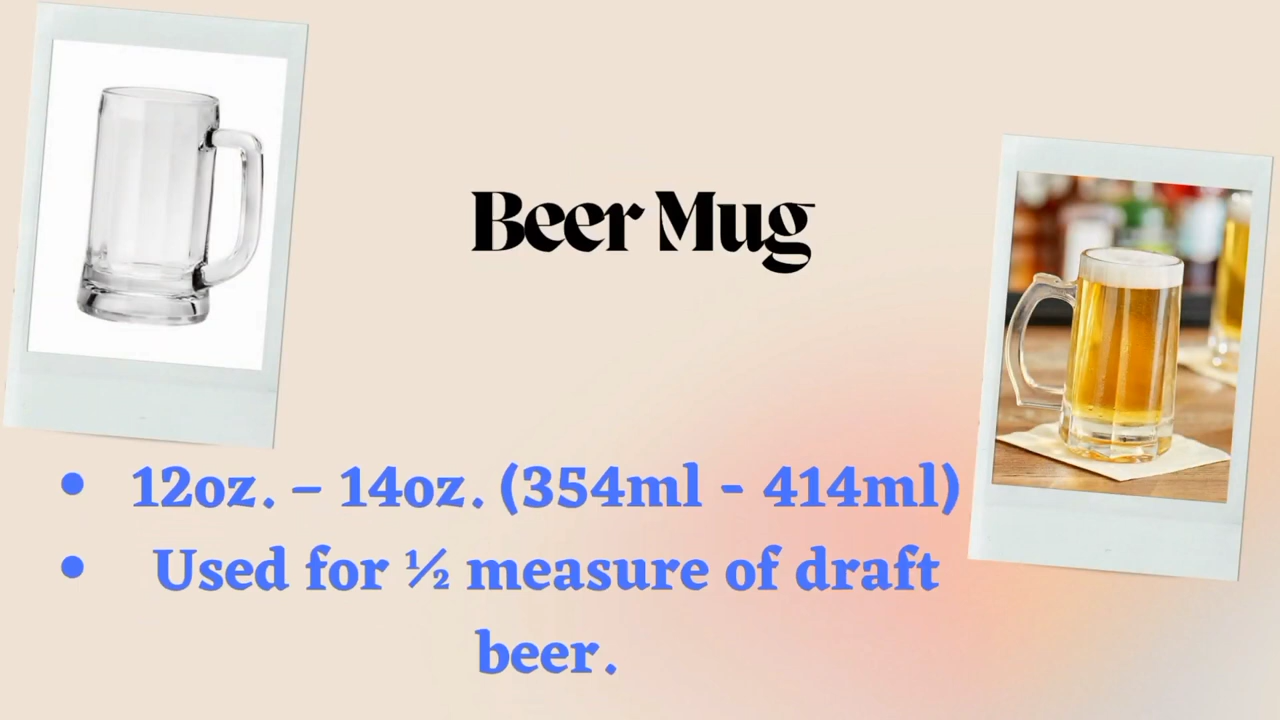 Beer Mug
• 12oz. – 14oz. (354ml - 414ml)
• Used for ½ measure of draft
beer.